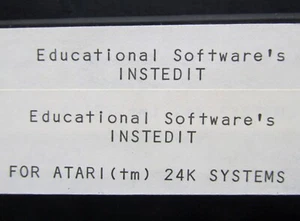 Educational Software's
INSTEDIT
Educational Software's
INSTEDIT
FOR ATARI(tm) 24K SYSTEMS